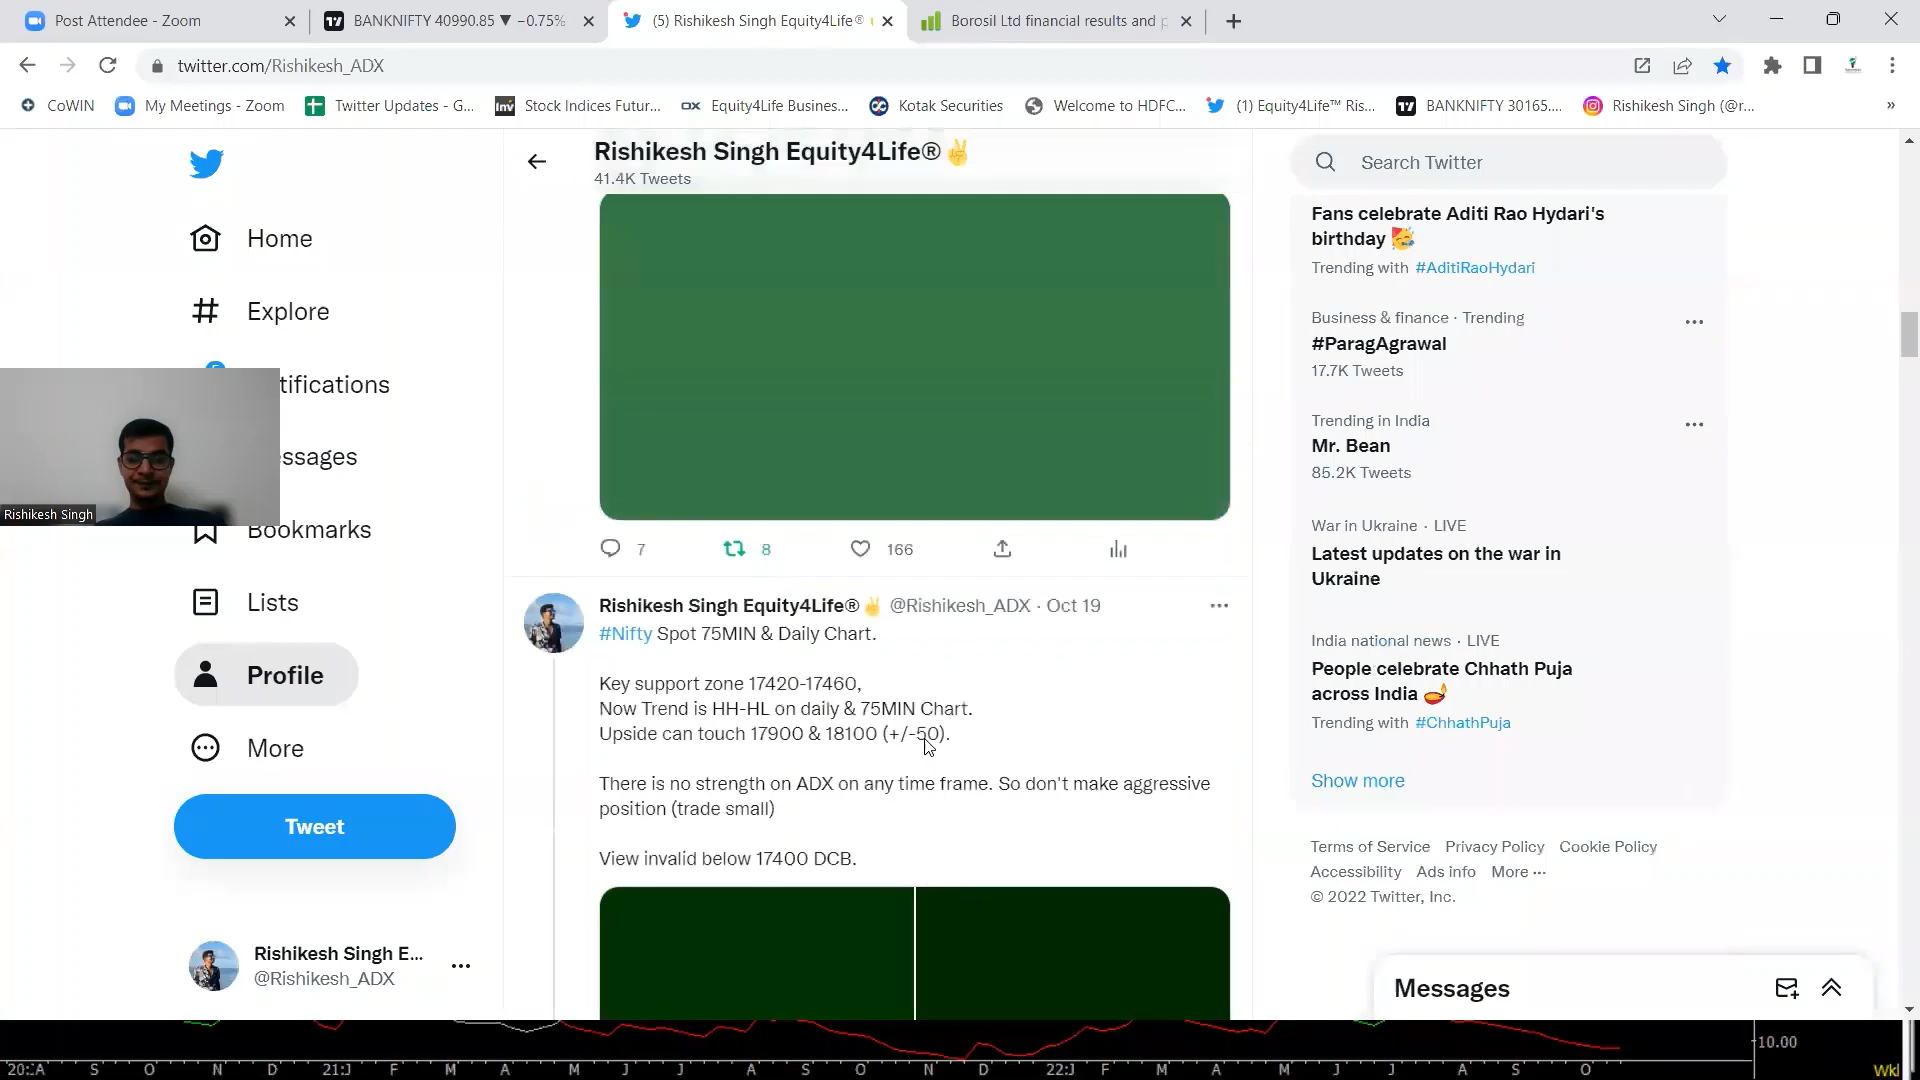 Post Attendee - Zoom
BANKNIFTY 40990.85 ▼ −0.75%
(5) Rishikesh Singh Equity4Life®
Borosil Ltd financial results and p
twitter.com/Rishikesh_ADX
CoWIN
My Meetings - Zoom
Twitter Updates - G...
Inv
Stock Indices Futur...
Equity4Life Busines...
Kotak Securities
Welcome to HDFC...
(1) Equity4Life™ Ris...
BANKNIFTY 30165....
Rishikesh Singh (@r...
»
Home
Explore
tifications
essages
Bookmarks
Lists
Profile
More
Tweet
Rishikesh Singh E...
@Rishikesh_ADX
Rishikesh Singh
Rishikesh Singh Equity4Life®✌
41.4K Tweets
7
8
166
Rishikesh Singh Equity4Life®✌ @Rishikesh_ADX · Oct 19
#Nifty Spot 75MIN & Daily Chart.
Key support zone 17420-17460,
Now Trend is HH-HL on daily & 75MIN Chart.
Upside can touch 17900 & 18100 (+/-50).
There is no strength on ADX on any time frame. So don't make aggressive
position (trade small)
View invalid below 17400 DCB.
Search Twitter
Fans celebrate Aditi Rao Hydari's
birthday 🥳
Trending with #AditiRaoHydari
Business & finance · Trending
#ParagAgrawal
17.7K Tweets
Trending in India
Mr. Bean
85.2K Tweets
War in Ukraine · LIVE
Latest updates on the war in
Ukraine
India national news · LIVE
People celebrate Chhath Puja
across India 🪔
Trending with #ChhathPuja
Show more
Terms of Service Privacy Policy Cookie Policy
Accessibility Ads info More ···
© 2022 Twitter, Inc.
Messages
10.00
S O N D 21:J F M A M J J A S O N D 22:J F M A M J J A S O
Wkl